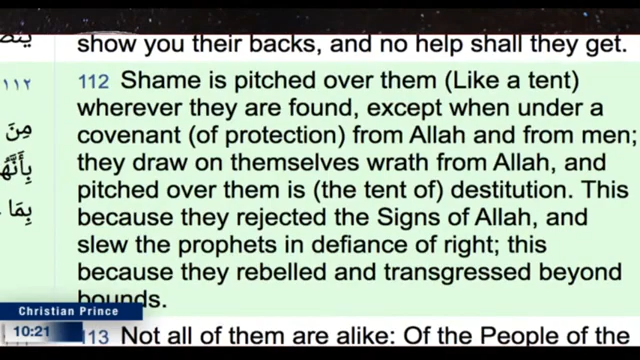 show you their backs, and no help shall they get.
١١٢
112 Shame is pitched over them (Like a tent)
wherever they are found, except when under a
مِنَ
covenant (of protection) from Allah and from men;
they draw on themselves wrath from Allah, and
pitched over them is (the tent of) destitution. This
بِمَا
because they rejected the Signs of Allah, and
slew the prophets in defiance of right; this
because they rebelled and transgressed beyond
bounds.
Christian Prince
10:21
113 Not all of them are alike: Of the People of the